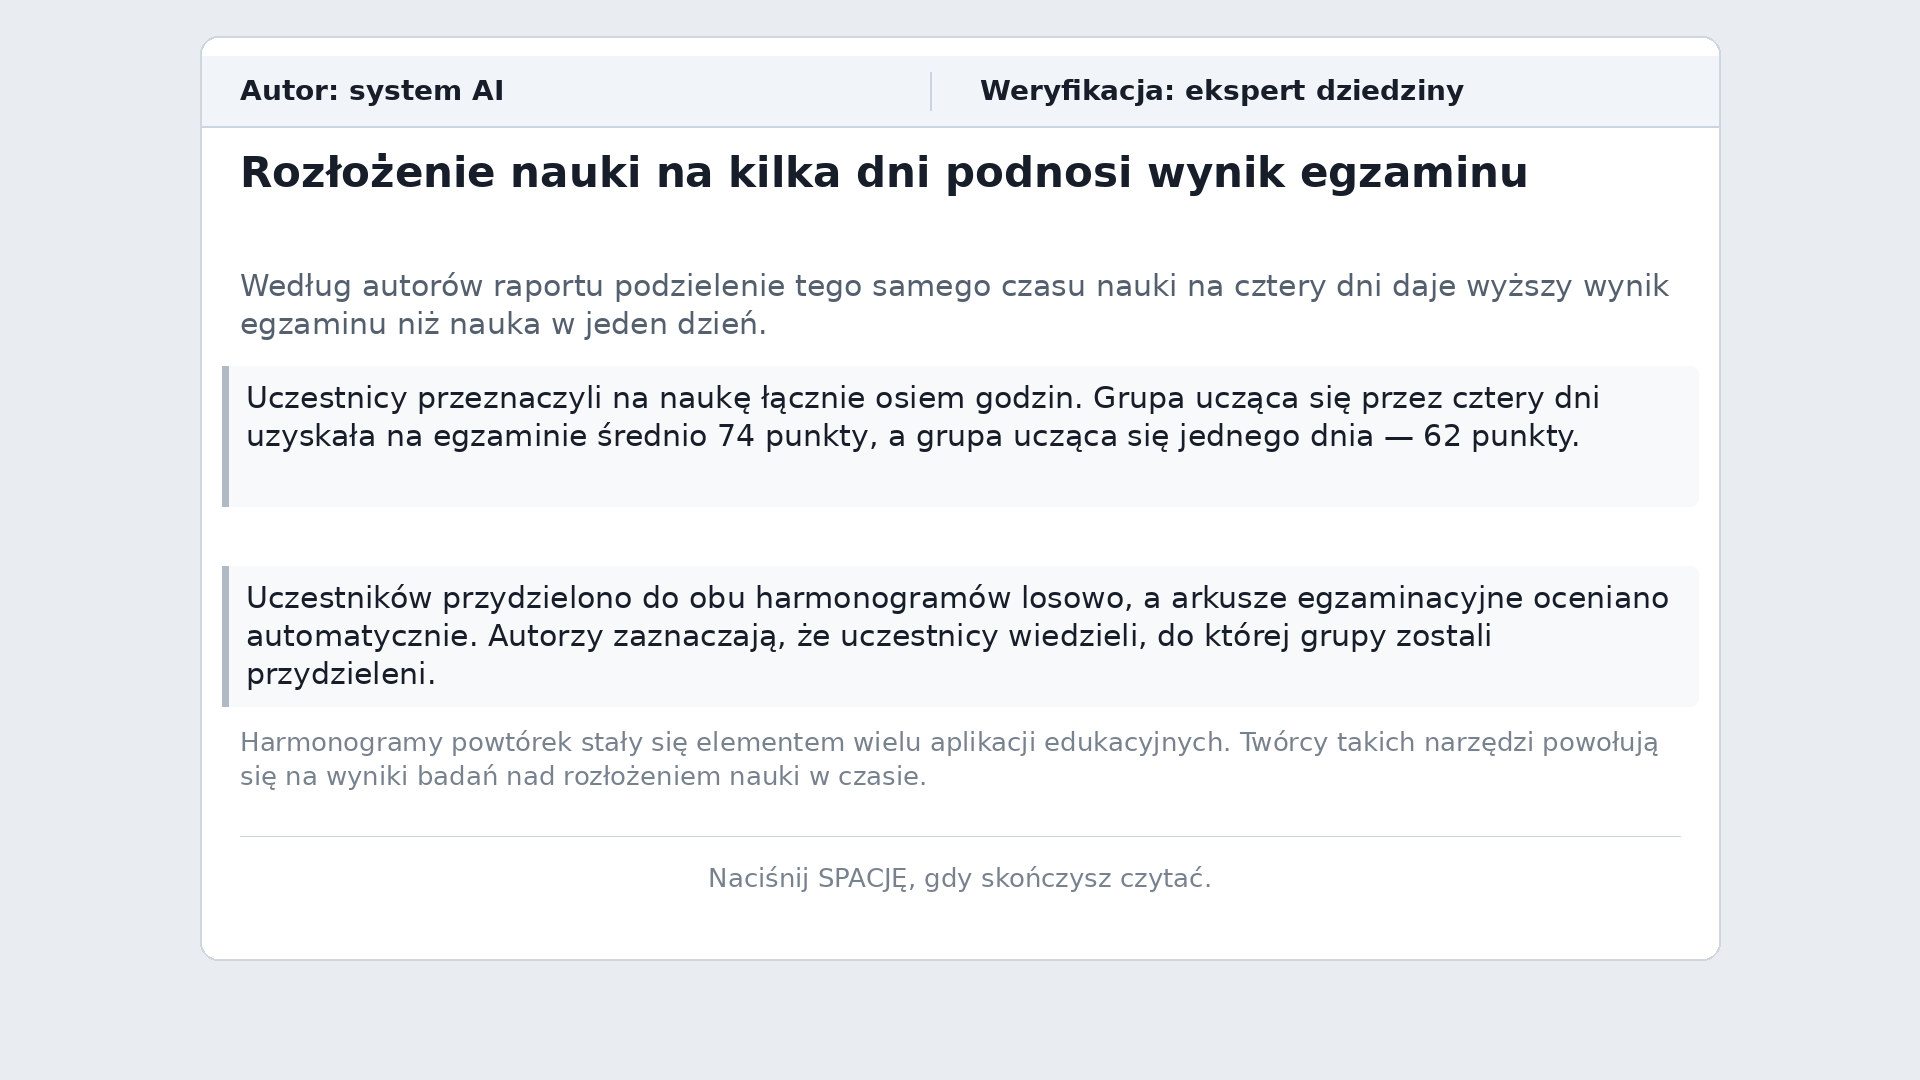 Autor: system AI
Weryfikacja: ekspert dziedziny
Rozłożenie nauki na kilka dni podnosi wynik egzaminu
Według autorów raportu podzielenie tego samego czasu nauki na cztery dni daje wyższy wynik
egzaminu niż nauka w jeden dzień.
Uczestnicy przeznaczyli na naukę łącznie osiem godzin. Grupa ucząca się przez cztery dni
uzyskała na egzaminie średnio 74 punkty, a grupa ucząca się jednego dnia — 62 punkty.
Uczestników przydzielono do obu harmonogramów losowo, a arkusze egzaminacyjne oceniano
automatycznie. Autorzy zaznaczają, że uczestnicy wiedzieli, do której grupy zostali
przydzieleni.
Harmonogramy powtórek stały się elementem wielu aplikacji edukacyjnych. Twórcy takich narzędzi powołują
się na wyniki badań nad rozłożeniem nauki w czasie.
Naciśnij SPACJĘ, gdy skończysz czytać.